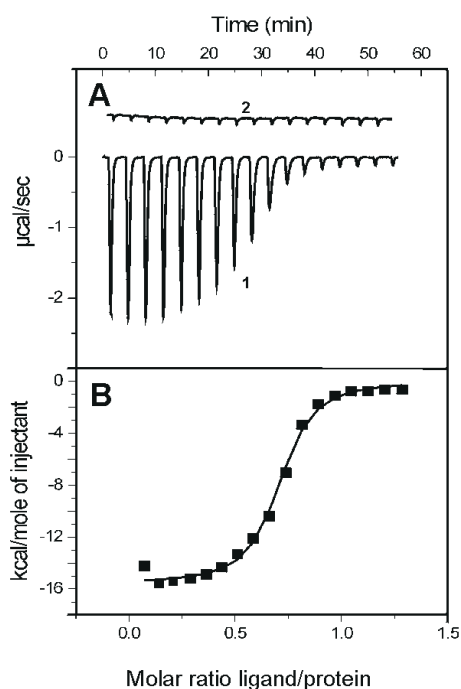 Time (min)
0 10 20 30 40 50 60
A
2
0
-1
-2
1
µcal/sec
B
0
-4
-8
-12
-16
kcal/mole of injectant
0.0 0.5 1.0 1.5
Molar ratio ligand/protein